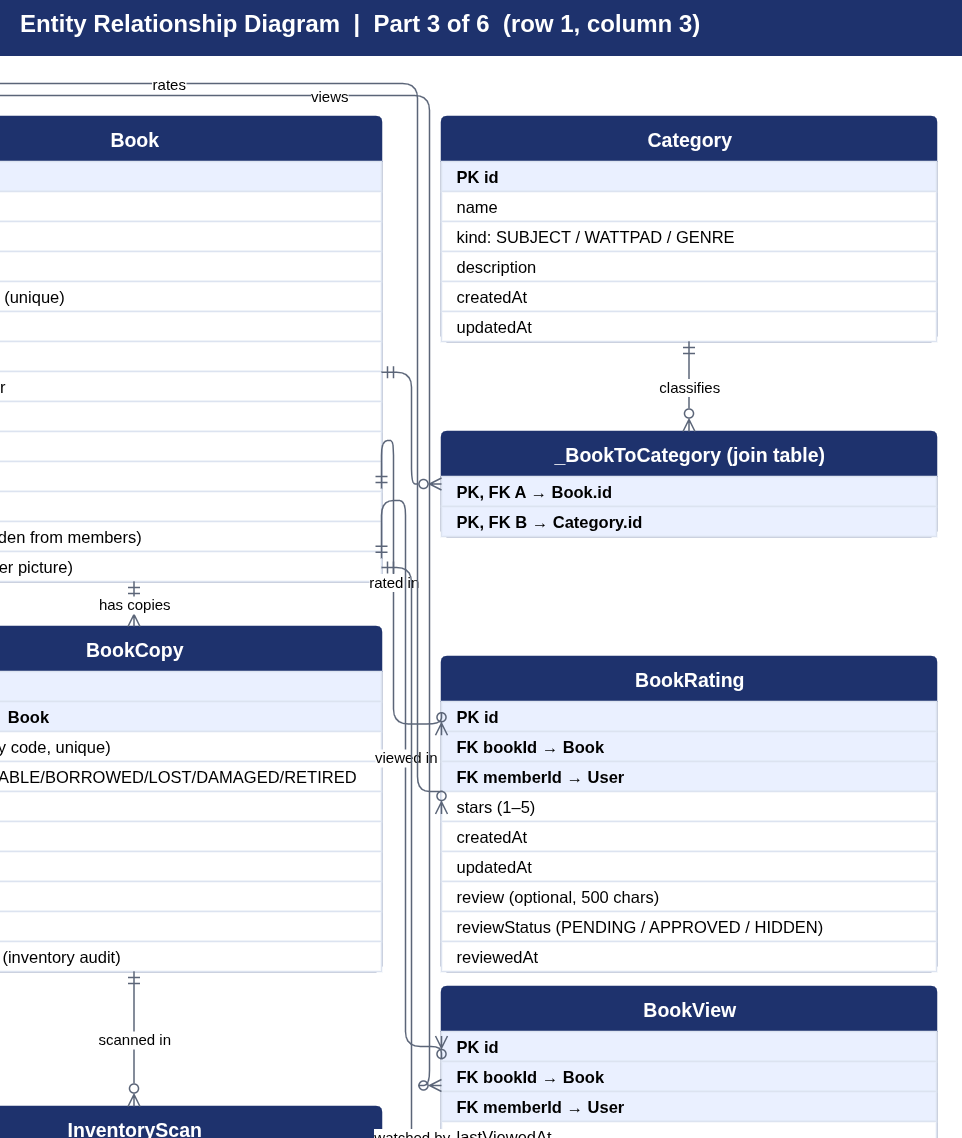 Entity Relationship Diagram | Part 3 of 6 (row 1, column 3)
rates
views
Book
(unique)
r
den from members)
er picture)
has copies
BookCopy
Book
y code, unique)
ABLE/BORROWED/LOST/DAMAGED/RETIRED
(inventory audit)
scanned in
InventoryScan
rated in
viewed in
watched by
Category
PK id
name
kind: SUBJECT / WATTPAD / GENRE
description
createdAt
updatedAt
classifies
_BookToCategory (join table)
PK, FK A → Book.id
PK, FK B → Category.id
BookRating
PK id
FK bookId → Book
FK memberId → User
stars (1–5)
createdAt
updatedAt
review (optional, 500 chars)
reviewStatus (PENDING / APPROVED / HIDDEN)
reviewedAt
BookView
PK id
FK bookId → Book
FK memberId → User
lastViewedAt